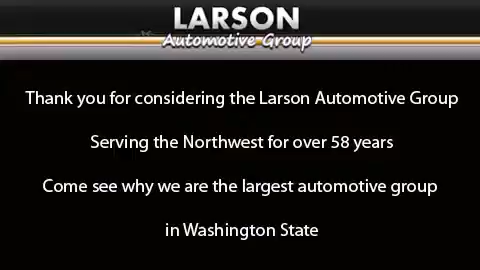 LARSON
Automotive Group
Thank you for considering the Larson Automotive Group
Serving the Northwest for over 58 years
Come see why we are the largest automotive group
in Washington State